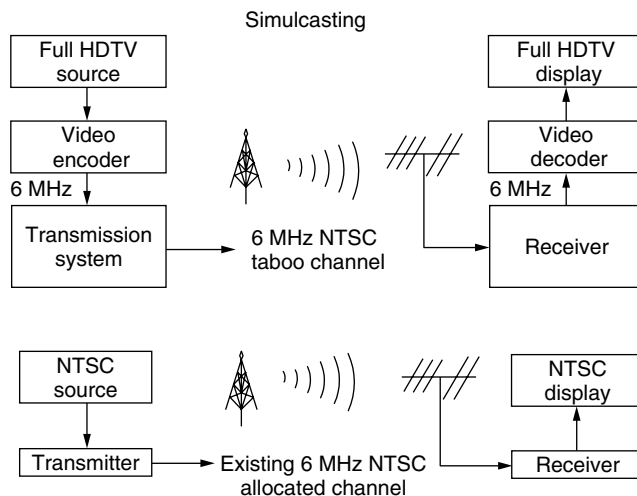 Simulcasting
Full HDTV
source
Full HDTV
display
Video
encoder
Video
decoder
6 MHz
6 MHz
Transmission
system
6 MHz NTSC
taboo channel
Receiver
NTSC
source
NTSC
display
Transmitter
Existing 6 MHz NTSC
allocated channel
Receiver